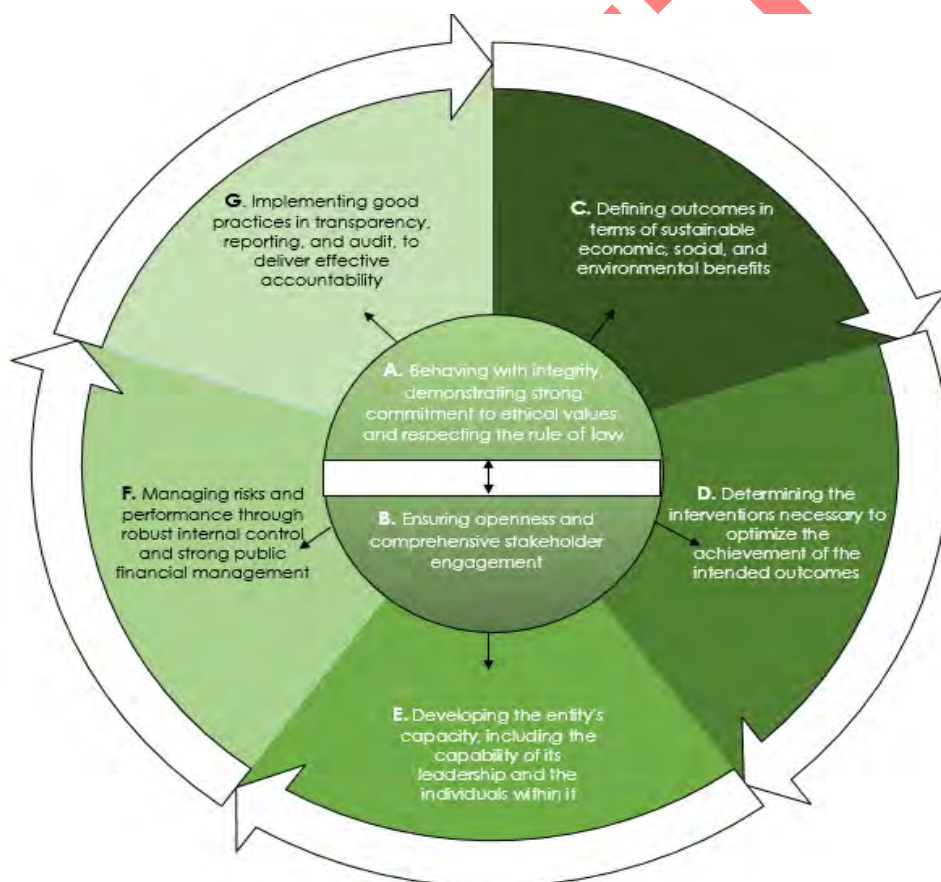 G. Implementing good
practices in transparency,
reporting, and audit, to
deliver effective
accountability
C. Defining outcomes in
terms of sustainable
economic, social, and
environmental benefits
A. Behaving with integrity,
demonstrating strong
commitment to ethical values,
and respecting the rule of law
B. Ensuring openness and
comprehensive stakeholder
engagement
F. Managing risks and
performance through
robust internal control
and strong public
financial management
D. Determining the
interventions necessary to
optimize the
achievement of the
intended outcomes
E. Developing the entity's
capacity, including the
capability of its
leadership and the
individuals within it